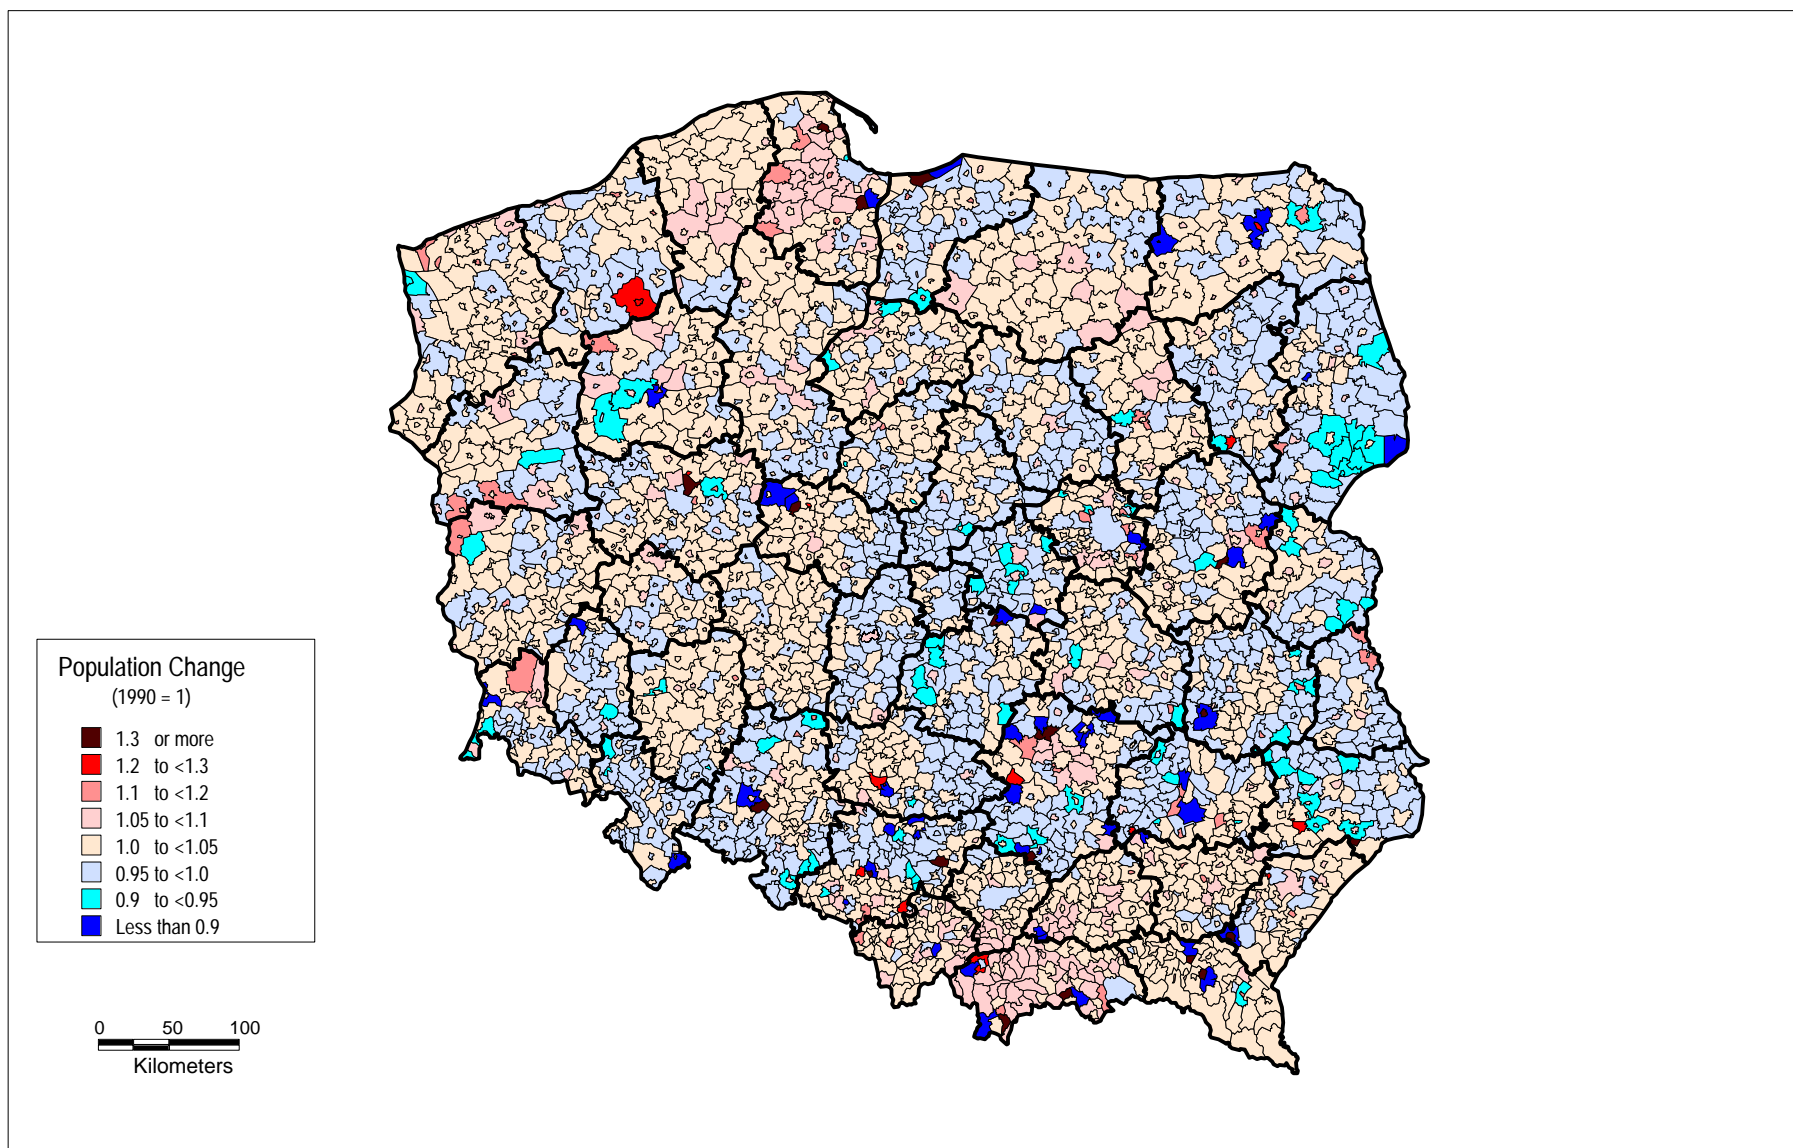 Population Change
(1990 = 1)
1.3 or more
1.2 to <1.3
1.1 to <1.2
1.05 to <1.1
1.0 to <1.05
0.95 to <1.0
0.9 to <0.95
Less than 0.9
0 50 100
Kilometers